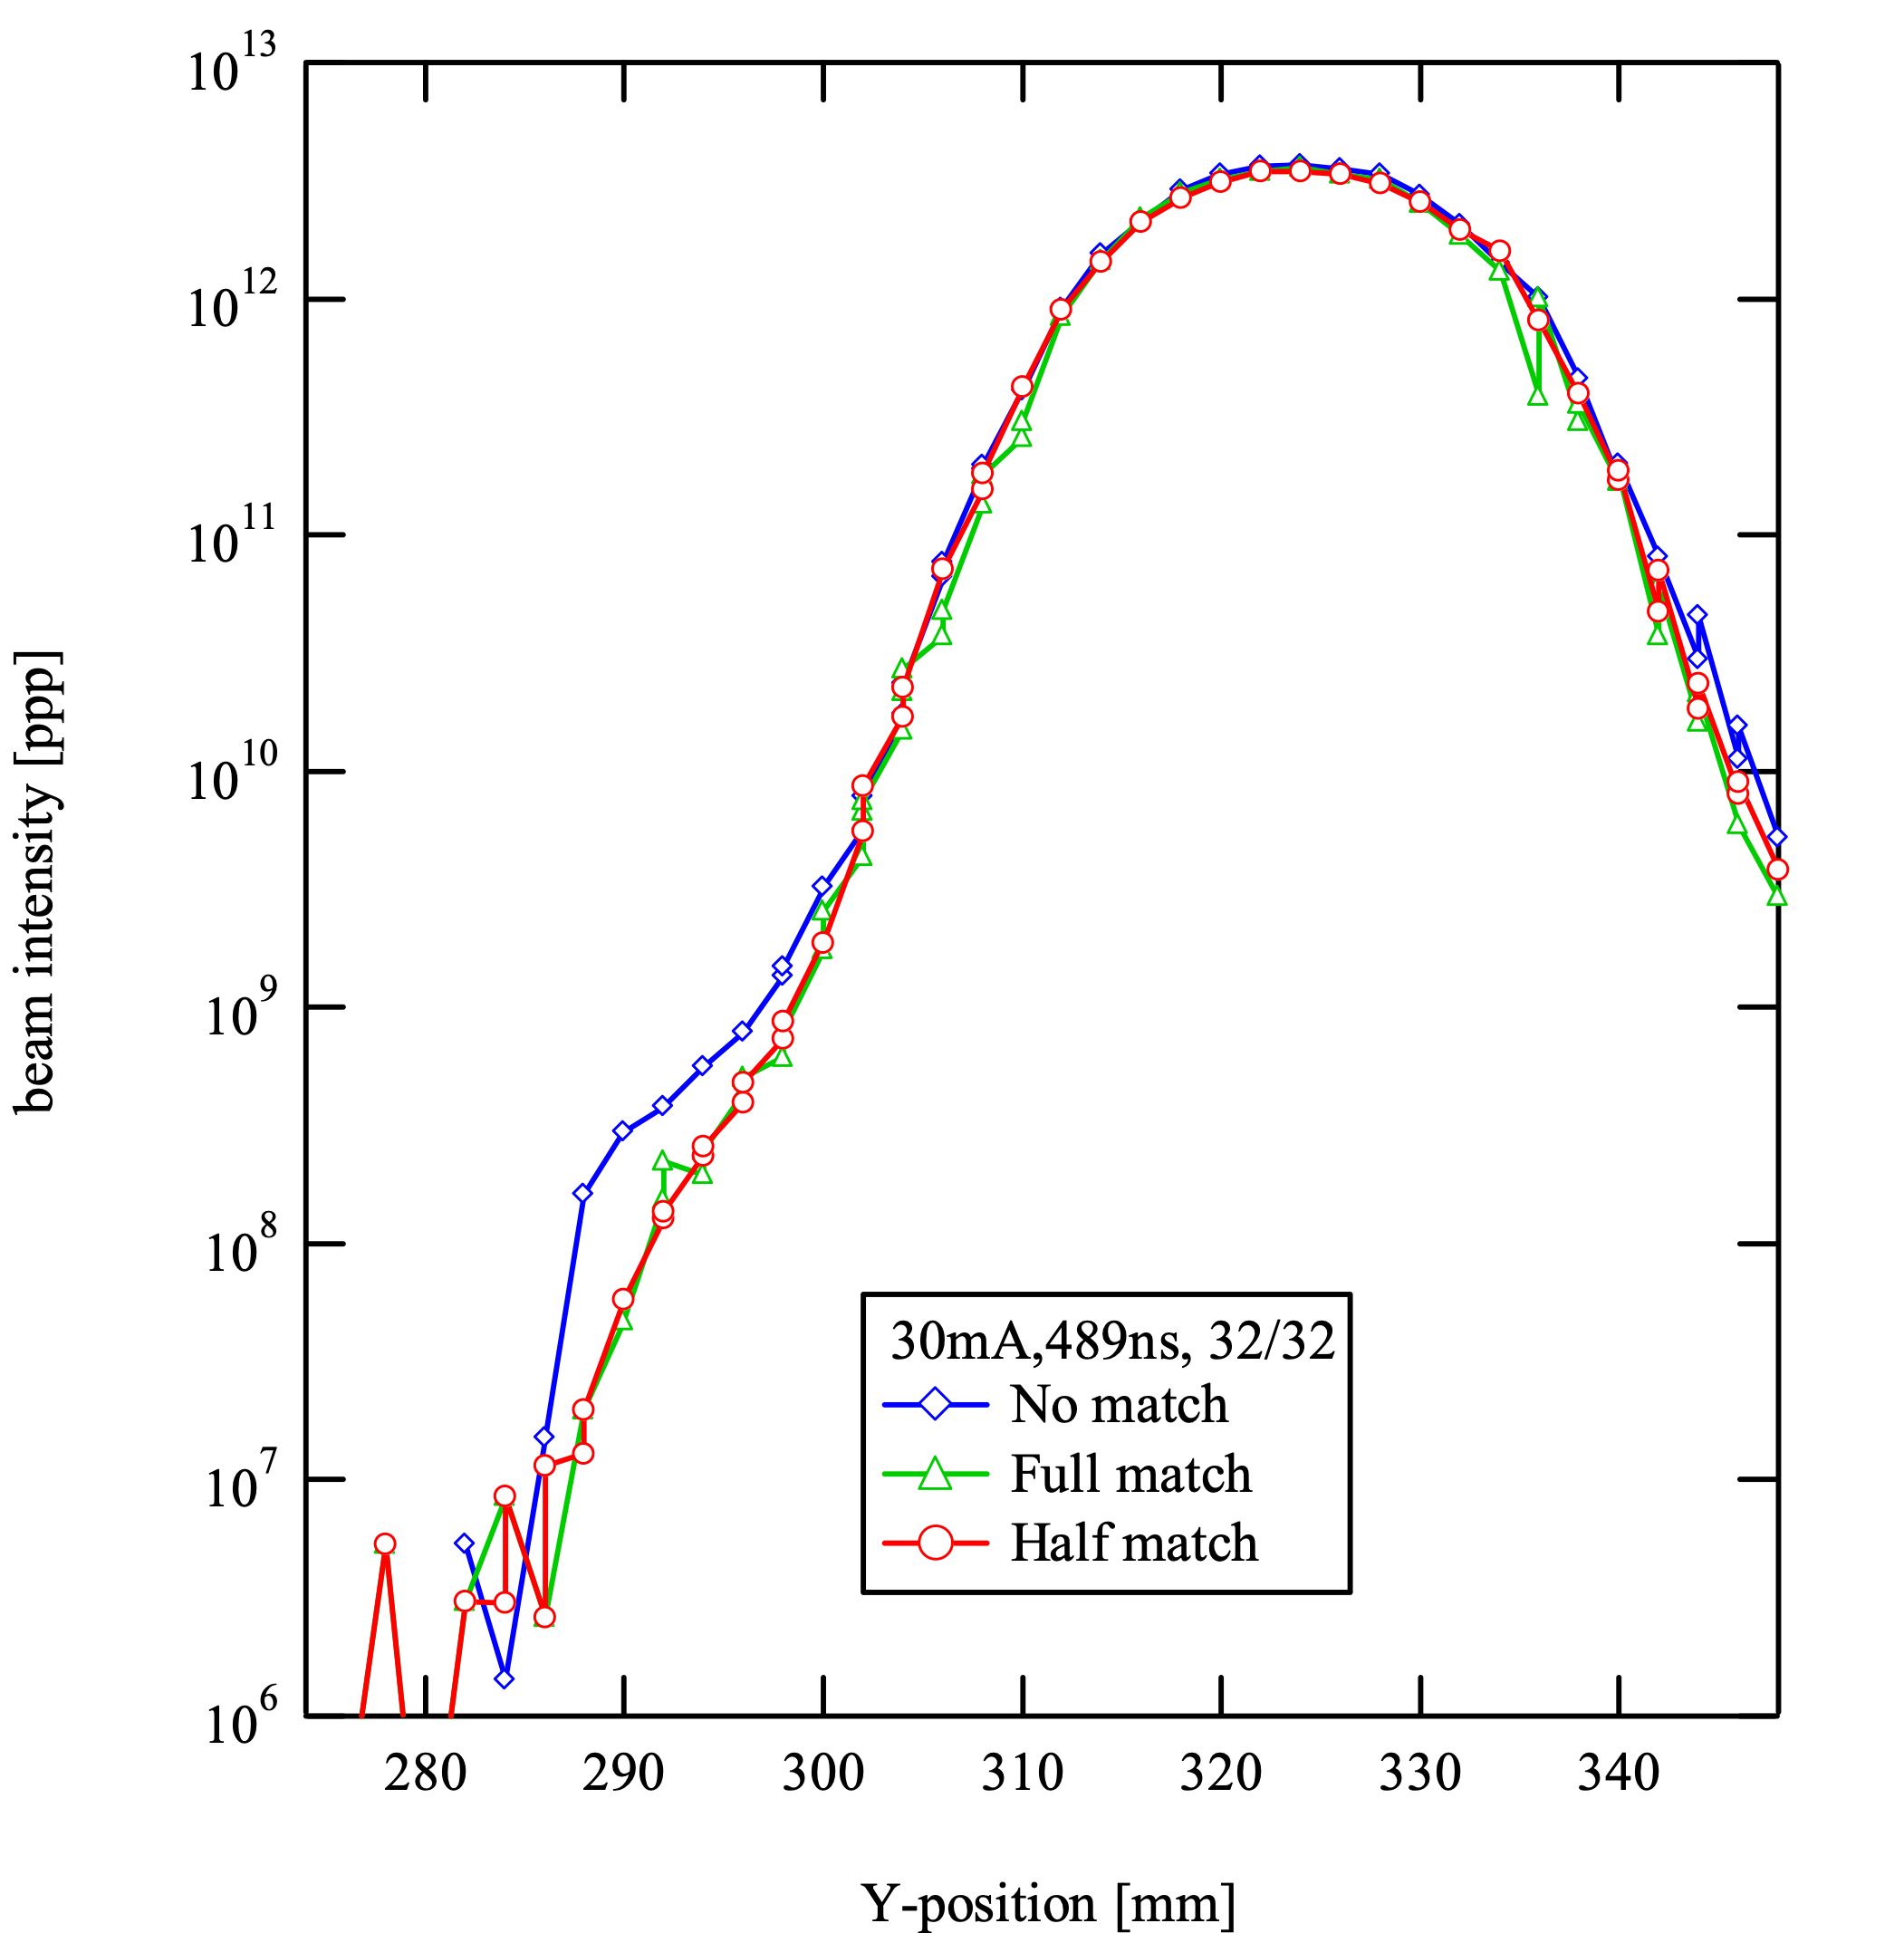 10^13
10^12
10^11
10^10
10^9
10^8
10^7
10^6
beam intensity [ppp]
30mA,489ns, 32/32
No match
Full match
Half match
280 290 300 310 320 330 340
Y-position [mm]